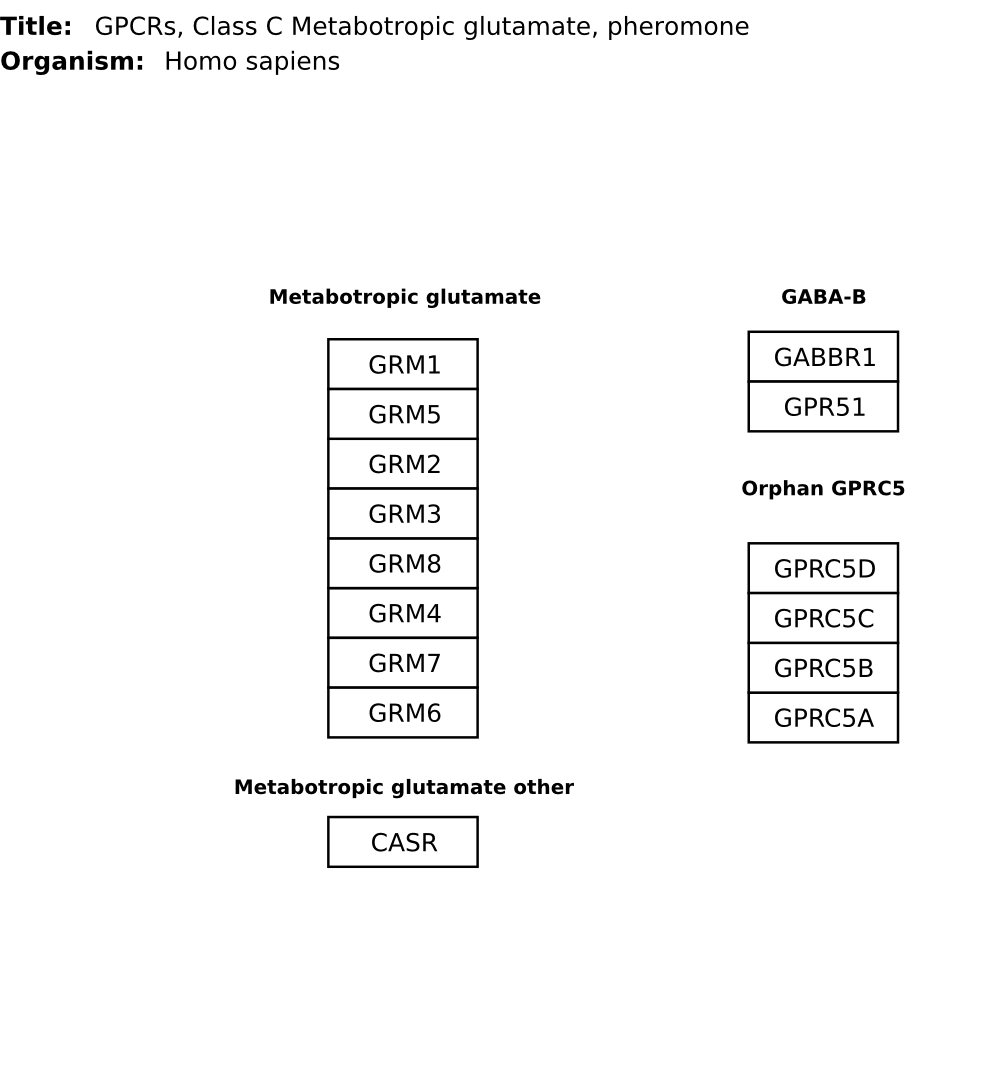 Title: GPCRs, Class C Metabotropic glutamate, pheromone
Organism: Homo sapiens
Metabotropic glutamate
GRM1
GRM5
GRM2
GRM3
GRM8
GRM4
GRM7
GRM6
Metabotropic glutamate other
CASR
GABA-B
GABBR1
GPR51
Orphan GPRC5
GPRC5D
GPRC5C
GPRC5B
GPRC5A